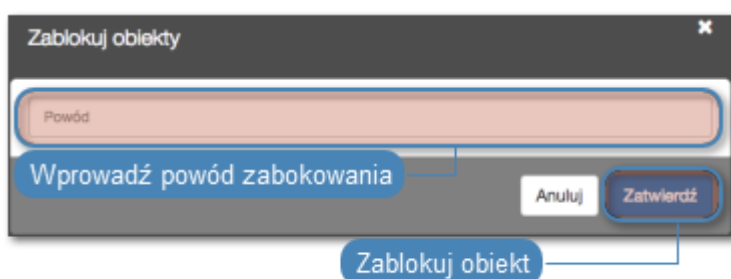 Zablokuj obiekty
Powód
Wprowadź powód zabokowania
Anuluj
Zatwierdź
Zablokuj obiekt